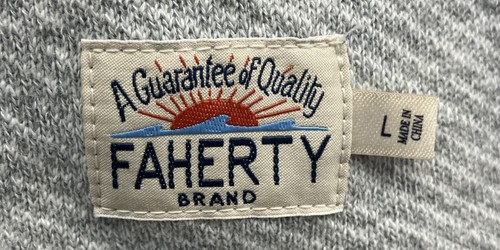 A Guarantee of Quality
FAHERTY
BRAND
L
MADE IN
CHINA